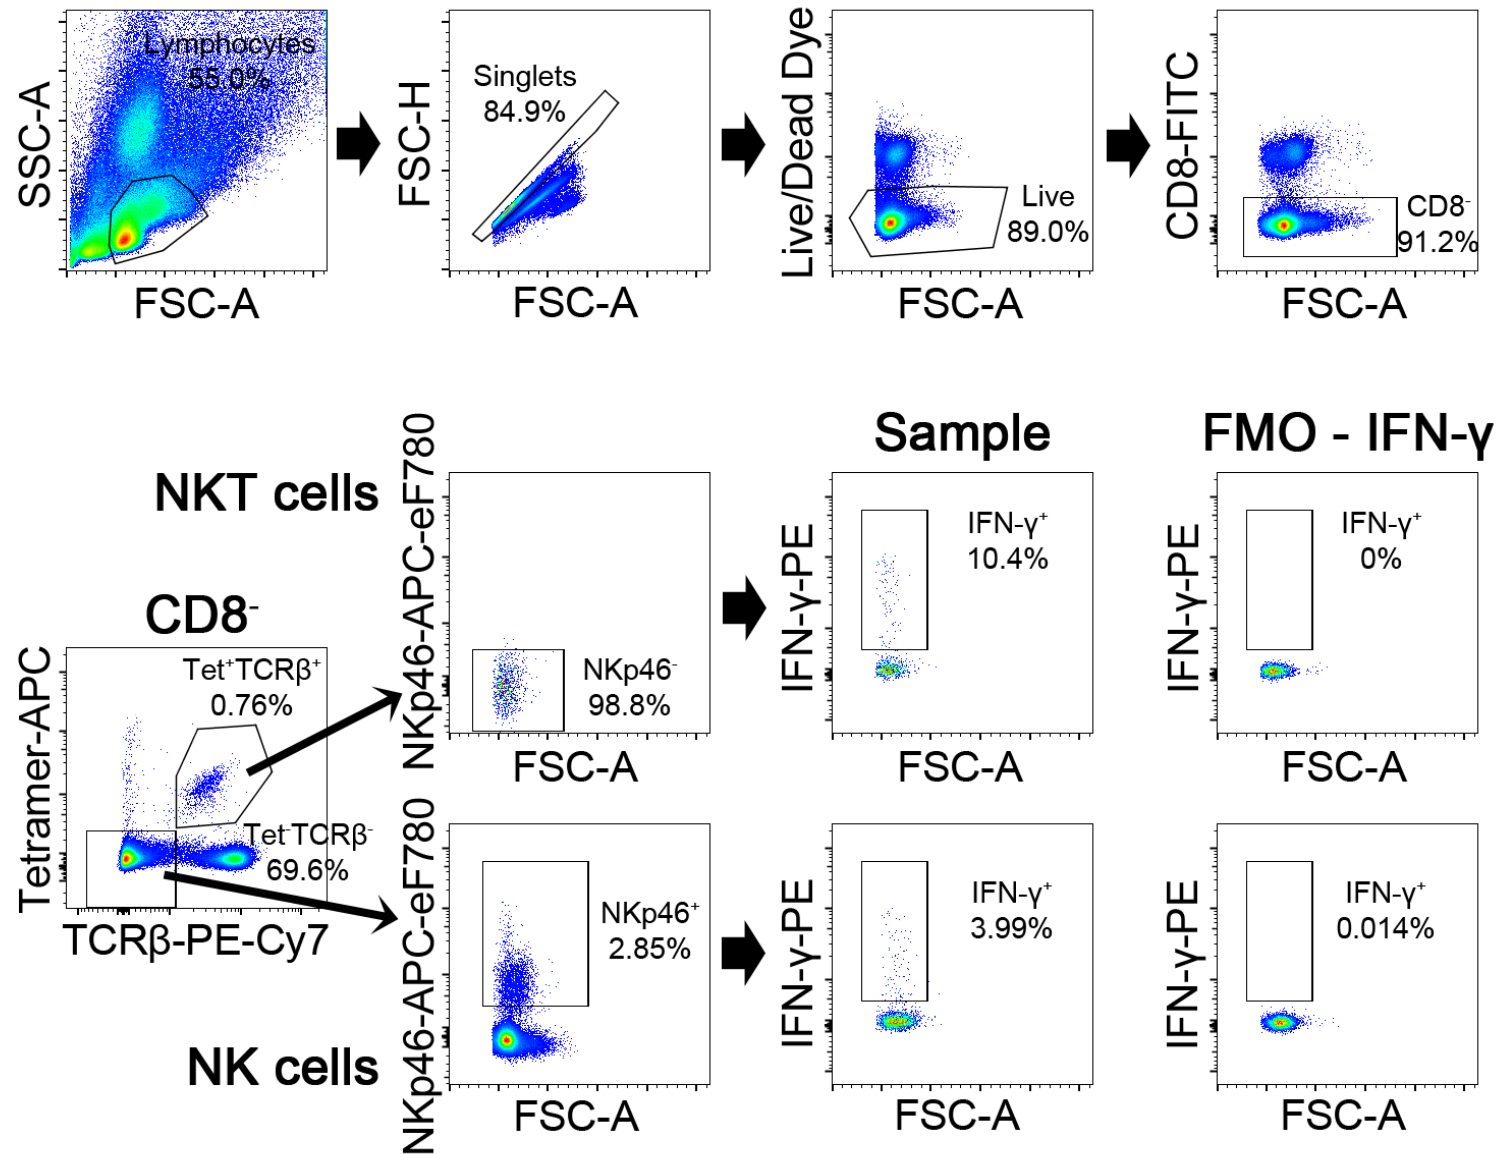 SSC-A
Lymphocytes
55.0%
FSC-A
FSC-H
Singlets
84.9%
FSC-A
Live/Dead Dye
Live
89.0%
FSC-A
CD8-FITC
CD8⁻
91.2%
FSC-A
NKT cells
CD8⁻
Tetramer-APC
Tet⁺TCRβ⁺
0.76%
Tet⁻TCRβ⁻
69.6%
TCRβ-PE-Cy7
NKp46-APC-eF780
NKp46⁻
98.8%
FSC-A
Sample
IFN-γ-PE
IFN-γ⁺
10.4%
FSC-A
FMO - IFN-γ
IFN-γ-PE
IFN-γ⁺
0%
FSC-A
NK cells
NKp46-APC-eF780
NKp46⁺
2.85%
FSC-A
IFN-γ-PE
IFN-γ⁺
3.99%
FSC-A
IFN-γ-PE
IFN-γ⁺
0.014%
FSC-A